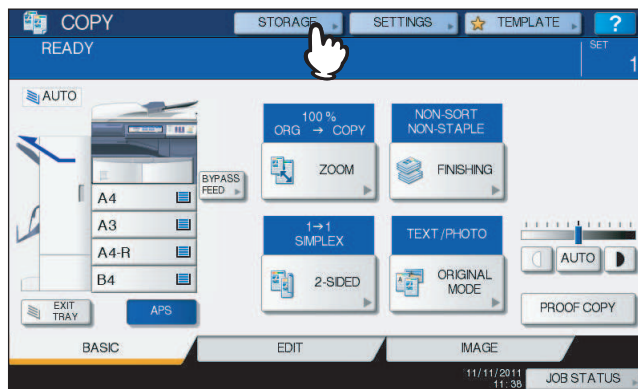 COPY
STORAGE
SETTINGS
TEMPLATE
?
READY
SET
1
AUTO
100 %
ORG → COPY
ZOOM
NON-SORT
NON-STAPLE
FINISHING
BYPASS
FEED
A4
A3
A4-R
B4
1→1
SIMPLEX
2-SIDED
TEXT/PHOTO
ORIGINAL
MODE
AUTO
EXIT
TRAY
APS
PROOF COPY
BASIC
EDIT
IMAGE
11/11/2011
11:38
JOB STATUS